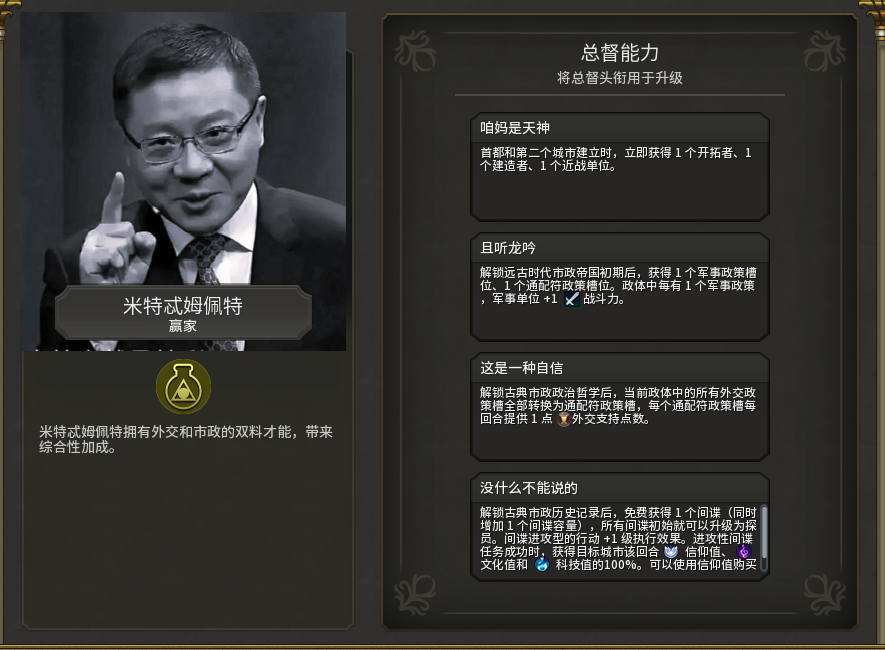 总督能力
将总督头衔用于升级
咱妈是天神
首都和第二个城市建立时，立即获得 1 个开拓者、1
个建造者、1 个近战单位。
且听龙吟
解锁远古时代市政帝国初期后，获得 1 个军事政策槽
位、1 个通配符政策槽位。政体中每有 1 个军事政策
，军事单位 +1 战斗力。
这是一种自信
解锁古典市政政治哲学后，当前政体中的所有外交政
策槽全部转换为通配符政策槽，每个通配符政策槽每
回合提供 1 点 外交支持点数。
没什么不能说的
解锁古典市政历史记录后，免费获得 1 个间谍（同时
增加 1 个间谍容量），所有间谍初始就可以升级为探
员。间谍进攻型的行动 +1 级执行效果。进攻性间谍
任务成功时，获得目标城市该回合 信仰值、
文化值和 科技值的100%。可以使用信仰值购买
米特忒姆佩特
赢家
米特忒姆佩特拥有外交和市政的双料才能，带来
综合性加成。